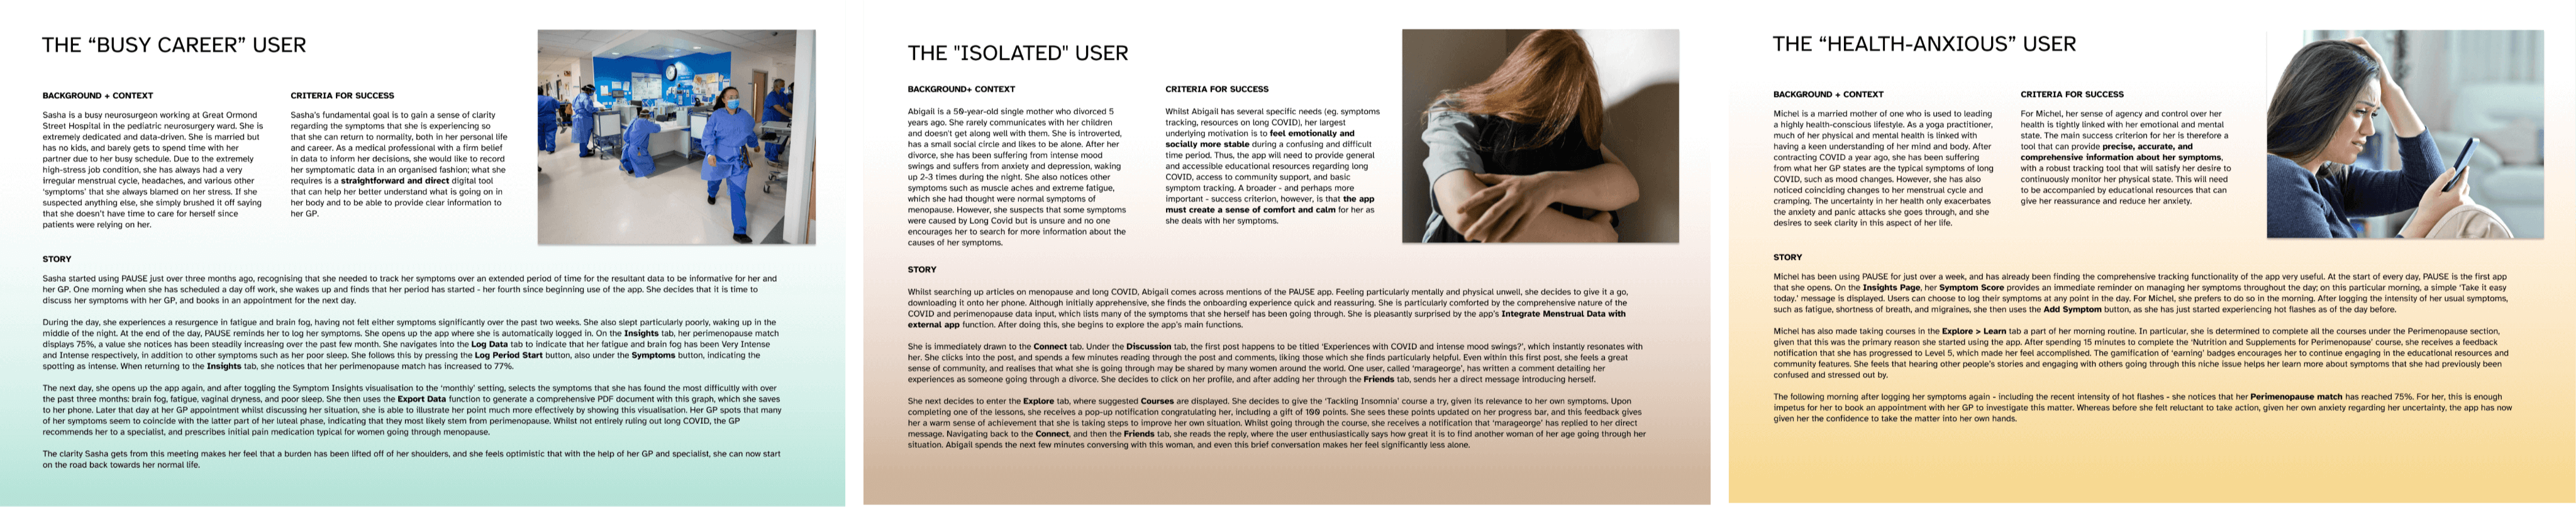 THE “BUSY CAREER” USER
BACKGROUND + CONTEXT
Sasha is a busy neurosurgeon working at Great Ormond
Street Hospital in the pediatric neurosurgery ward. She is
extremely dedicated and data-driven. She is married but
has no kids, and barely gets to spend time with her
partner due to her busy schedule. Due to the extremely
high-stress job condition, she has always had a very
irregular menstrual cycle, headaches, and various other
‘symptoms’ that she always blamed on her stress. If she
suspected anything else, she simply brushed it off saying
that she doesn’t have time to care for herself since
patients were relying on her.
CRITERIA FOR SUCCESS
Sasha’s fundamental goal is to gain a sense of clarity
regarding the symptoms that she is experiencing so
that she can return to normality, both in her personal life
and career. As a medical professional with a firm belief
in data to inform her decisions, she would like to record
her symptomatic data in an organised fashion; what she
requires is a straightforward and direct digital tool
that can help her better understand what is going on in
her body and to be able to provide clear information to
her GP.
STORY
Sasha started using PAUSE just over three months ago, recognising that she needed to track her symptoms over an extended period of time for the resultant data to be informative for her and
her GP. One morning when she has scheduled a day off work, she wakes up and finds that her period has started - her fourth since beginning use of the app. She decides that it is time to
discuss her symptoms with her GP, and books in an appointment for the next day.
During the day, she experiences a resurgence in fatigue and brain fog, having not felt either symptoms significantly over the past two weeks. She also slept particularly poorly, waking up in the
middle of the night. At the end of the day, PAUSE reminds her to log her symptoms. She opens up the app where she is automatically logged in. On the Insights tab, her perimenopause match
displays 75%, a value she notices has been steadily increasing over the past few month. She navigates into the Log Data tab to indicate that her fatigue and brain fog has been Very Intense
and Intense respectively, in addition to other symptoms such as her poor sleep. She follows this by pressing the Log Period Start button, also under the Symptoms button, indicating the
spotting as intense. When returning to the Insights tab, she notices that her perimenopause match has increased to 77%.
The next day, she opens up the app again, and after toggling the Symptom Insights visualisation to the ‘monthly’ setting, selects the symptoms that she has found the most difficultly with over
the past three months: brain fog, fatigue, vaginal dryness, and poor sleep. She then uses the Export Data function to generate a comprehensive PDF document with this graph, which she saves
to her phone. Later that day at her GP appointment whilst discussing her situation, she is able to illustrate her point much more effectively by showing this visualisation. Her GP spots that many
of her symptoms seem to coincide with the latter part of her luteal phase, indicating that they most likely stem from perimenopause. Whilst not entirely ruling out long COVID, the GP
recommends her to a specialist, and prescribes initial pain medication typical for women going through menopause.
The clarity Sasha gets from this meeting makes her feel that a burden has been lifted off of her shoulders, and she feels optimistic that with the help of her GP and specialist, she can now start
on the road back towards her normal life.
THE "ISOLATED" USER
BACKGROUND+ CONTEXT
Abigail is a 50-year-old single mother who divorced 5
years ago. She rarely communicates with her children
and doesn't get along well with them. She is introverted,
has a small social circle and likes to be alone. After her
divorce, she has been suffering from intense mood
swings and suffers from anxiety and depression, waking
up 2-3 times during the night. She also notices other
symptoms such as muscle aches and extreme fatigue,
which she had thought were normal symptoms of
menopause. However, she suspects that some symptoms
were caused by Long Covid but is unsure and no one
encourages her to search for more information about the
causes of her symptoms.
CRITERIA FOR SUCCESS
Whilst Abigail has several specific needs (eg. symptoms
tracking, resources on long COVID), her largest
underlying motivation is to feel emotionally and
socially more stable during a confusing and difficult
time period. Thus, the app will need to provide general
and accessible educational resources regarding long
COVID, access to community support, and basic
symptom tracking. A broader - and perhaps more
important - success criterion, however, is that the app
must create a sense of comfort and calm for her as
she deals with her symptoms.
STORY
Whilst searching up articles on menopause and long COVID, Abigail comes across mentions of the PAUSE app. Feeling particularly mentally and physical unwell, she decides to give it a go,
downloading it onto her phone. Although initially apprehensive, she finds the onboarding experience quick and reassuring. She is particularly comforted by the comprehensive nature of the
COVID and perimenopause data input, which lists many of the symptoms that she herself has been going through. She is pleasantly surprised by the app’s Integrate Menstrual Data with
external app function. After doing this, she begins to explore the app’s main functions.
She is immediately drawn to the Connect tab. Under the Discussion tab, the first post happens to be titled ‘Experiences with COVID and intense mood swings?’, which instantly resonates with
her. She clicks into the post, and spends a few minutes reading through the post and comments, liking those which she finds particularly helpful. Even within this first post, she feels a great
sense of community, and realises that what she is going through may be shared by many women around the world. One user, called ‘marageorge’, has written a comment detailing her
experiences as someone going through a divorce. She decides to click on her profile, and after adding her through the Friends tab, sends her a direct message introducing herself.
She next decides to enter the Explore tab, where suggested Courses are displayed. She decides to give the ‘Tackling Insomnia’ course a try, given its relevance to her own symptoms. Upon
completing one of the lessons, she receives a pop-up notification congratulating her, including a gift of 100 points. She sees these points updated on her progress bar, and this feedback gives
her a warm sense of achievement that she is taking steps to improve her own situation. Whilst going through the course, she receives a notification that ‘marageorge’ has replied to her direct
message. Navigating back to the Connect, and then the Friends tab, she reads the reply, where the user enthusiastically says how great it is to find another woman of her age going through her
situation. Abigail spends the next few minutes conversing with this woman, and even this brief conversation makes her feel significantly less alone.
THE “HEALTH-ANXIOUS” USER
BACKGROUND + CONTEXT
Michel is a married mother of one who is used to leading
a highly health-conscious lifestyle. As a yoga practitioner,
much of her physical and mental health is linked with
having a keen understanding of her mind and body. After
contracting COVID a year ago, she has been suffering
from what her GP states are the typical symptoms of long
COVID, such as mood changes. However, she has also
noticed coinciding changes to her menstrual cycle and
cramping. The uncertainty in her health only exacerbates
the anxiety and panic attacks she goes through, and she
desires to seek clarity in this aspect of her life.
CRITERIA FOR SUCCESS
For Michel, her sense of agency and control over her
health is tightly linked with her emotional and mental
state. The main success criterion for her is therefore a
tool that can provide precise, accurate, and
comprehensive information about her symptoms,
with a robust tracking tool that will satisfy her desire to
continuously monitor her physical state. This will need
to be accompanied by educational resources that can
give her reassurance and reduce her anxiety.
STORY
Michel has been using PAUSE for just over a week, and has already been finding the comprehensive tracking functionality of the app very useful. At the start of every day, PAUSE is the first app
that she opens. On the Insights Page, her Symptom Score provides an immediate reminder on managing her symptoms throughout the day; on this particular morning, a simple ‘Take it easy
today.’ message is displayed. Users can choose to log their symptoms at any point in the day. For Michel, she prefers to do so in the morning. After logging the intensity of her usual symptoms,
such as fatigue, shortness of breath, and migraines, she then uses the Add Symptom button, as she has just started experiencing hot flashes as of the day before.
Michel has also made taking courses in the Explore > Learn tab a part of her morning routine. In particular, she is determined to complete all the courses under the Perimenopause section,
given that this was the primary reason she started using the app. After spending 15 minutes to complete the ‘Nutrition and Supplements for Perimenopause’ course, she receives a feedback
notification that she has progressed to Level 5, which made her feel accomplished. The gamification of ‘earning’ badges encourages her to continue engaging in the educational resources and
community features. She feels that hearing other people’s stories and engaging with others going through this niche issue helps her learn more about symptoms that she had previously been
confused and stressed out by.
The following morning after logging her symptoms again - including the recent intensity of hot flashes - she notices that her Perimenopause match has reached 75%. For her, this is enough
impetus for her to book an appointment with her GP to investigate this matter. Whereas before she felt reluctant to take action, given her own anxiety regarding her uncertainty, the app has now
given her the confidence to take the matter into her own hands.